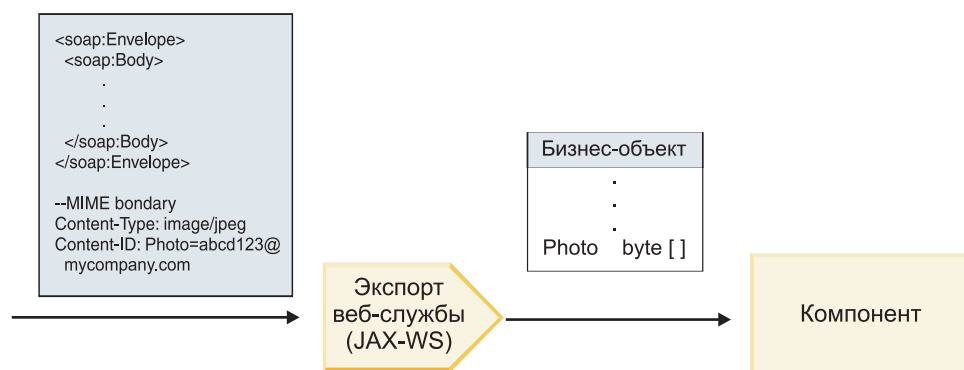 <soap:Envelope>
<soap:Body>
.
.
.
</soap:Body>
</soap:Envelope>
--MIME bondary
Content-Type: image/jpeg
Content-ID: Photo=abcd123@
mycompany.com
Экспорт
веб-службы
(JAX-WS)
Бизнес-объект
.
.
.
Photo byte [ ]
Компонент